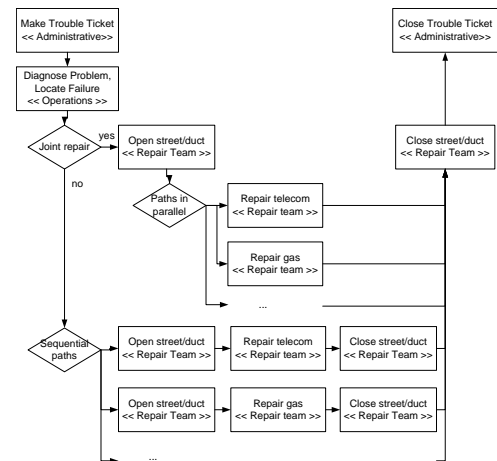 Make Trouble Ticket
<< Administrative>>
Close Trouble Ticket
<< Administrative>>
Diagnose Problem,
Locate Failure
<< Operations >>
Joint repair
yes
Open street/duct
<< Repair Team >>
Close street/duct
<< Repair Team >>
no
Paths in
parallel
Repair telecom
<< Repair team >>
Repair gas
<< Repair team >>
...
Sequential
paths
Open street/duct
<< Repair Team >>
Repair telecom
<< Repair Team >>
Close street/duct
<< Repair Team >>
Open street/duct
<< Repair Team >>
Repair gas
<< Repair team >>
Close street/duct
<< Repair Team >>
...